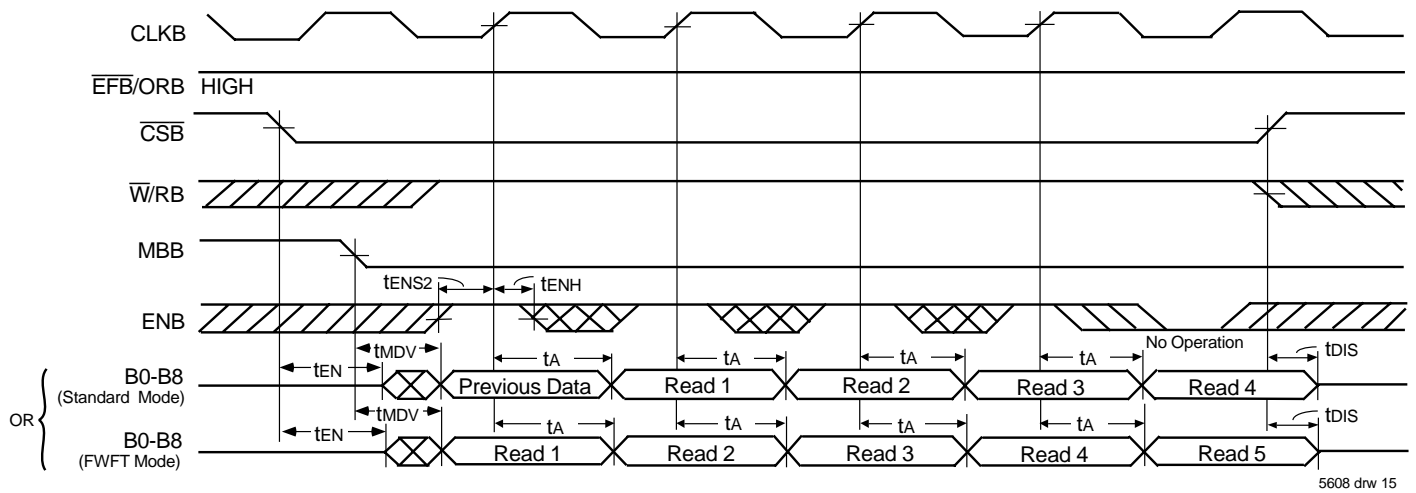 CLKB
EFB/ORB HIGH
CSB
W/RB
MBB
tENS2 tENH
ENB
No Operation
tMDV tA tA tA tA tDIS
tEN
B0-B8 Previous Data Read 1 Read 2 Read 3 Read 4
(Standard Mode)
OR
tMDV tA tA tA tA tDIS
tEN
B0-B8 Read 1 Read 2 Read 3 Read 4 Read 5
(FWFT Mode)
5608 drw 15